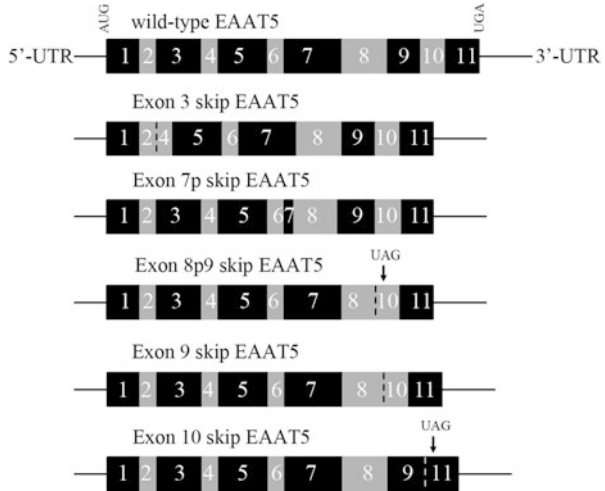 AUG
wild-type EAAT5
UGA
5'-UTR 1 2 3 4 5 6 7 8 9 10 11 3'-UTR
Exon 3 skip EAAT5
1 2 4 5 6 7 8 9 10 11
Exon 7p skip EAAT5
1 2 3 4 5 6 7 8 9 10 11
Exon 8p9 skip EAAT5
UAG
1 2 3 4 5 6 7 8 10 11
Exon 9 skip EAAT5
1 2 3 4 5 6 7 8 10 11
Exon 10 skip EAAT5
UAG
1 2 3 4 5 6 7 8 9 11